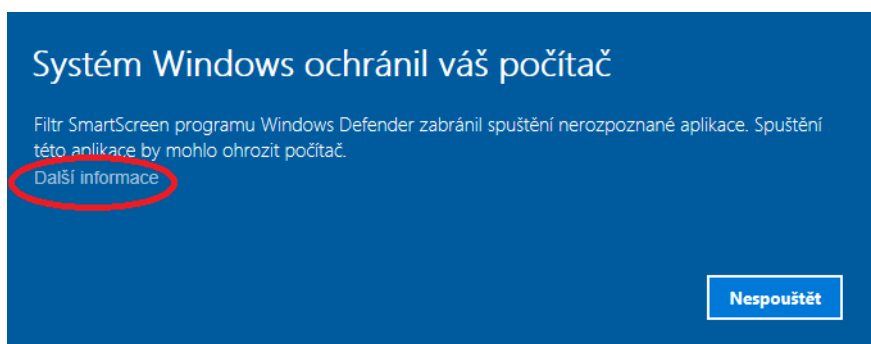 Systém Windows ochránil váš počítač
Filtr SmartScreen programu Windows Defender zabránil spuštění nerozpoznané aplikace. Spuštění
této aplikace by mohlo ohrozit počítač.
Další informace
Nespouštět